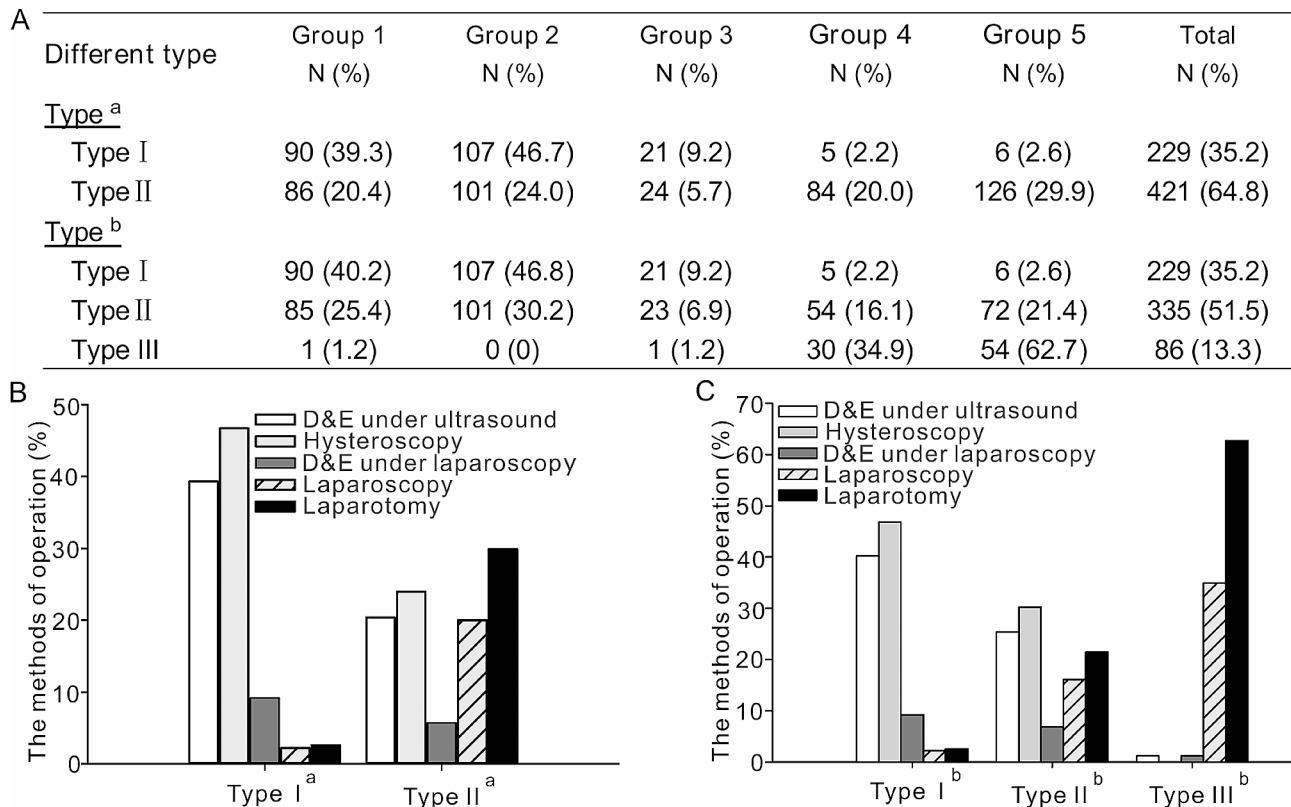 A
Different type Group 1 Group 2 Group 3 Group 4 Group 5 Total
N (%) N (%) N (%) N (%) N (%) N (%)
Type a
Type Ⅰ 90 (39.3) 107 (46.7) 21 (9.2) 5 (2.2) 6 (2.6) 229 (35.2)
Type Ⅱ 86 (20.4) 101 (24.0) 24 (5.7) 84 (20.0) 126 (29.9) 421 (64.8)
Type b
Type Ⅰ 90 (40.2) 107 (46.8) 21 (9.2) 5 (2.2) 6 (2.6) 229 (35.2)
Type Ⅱ 85 (25.4) 101 (30.2) 23 (6.9) 54 (16.1) 72 (21.4) 335 (51.5)
Type III 1 (1.2) 0 (0) 1 (1.2) 30 (34.9) 54 (62.7) 86 (13.3)
B
The methods of operation (%)
50
40
30
20
10
0
D&E under ultrasound
Hysteroscopy
D&E under laparoscopy
Laparoscopy
Laparotomy
Type I a
Type II a
C
The methods of operation (%)
70
60
50
40
30
20
10
0
D&E under ultrasound
Hysteroscopy
D&E under laparoscopy
Laparoscopy
Laparotomy
Type I b
Type II b
Type III b